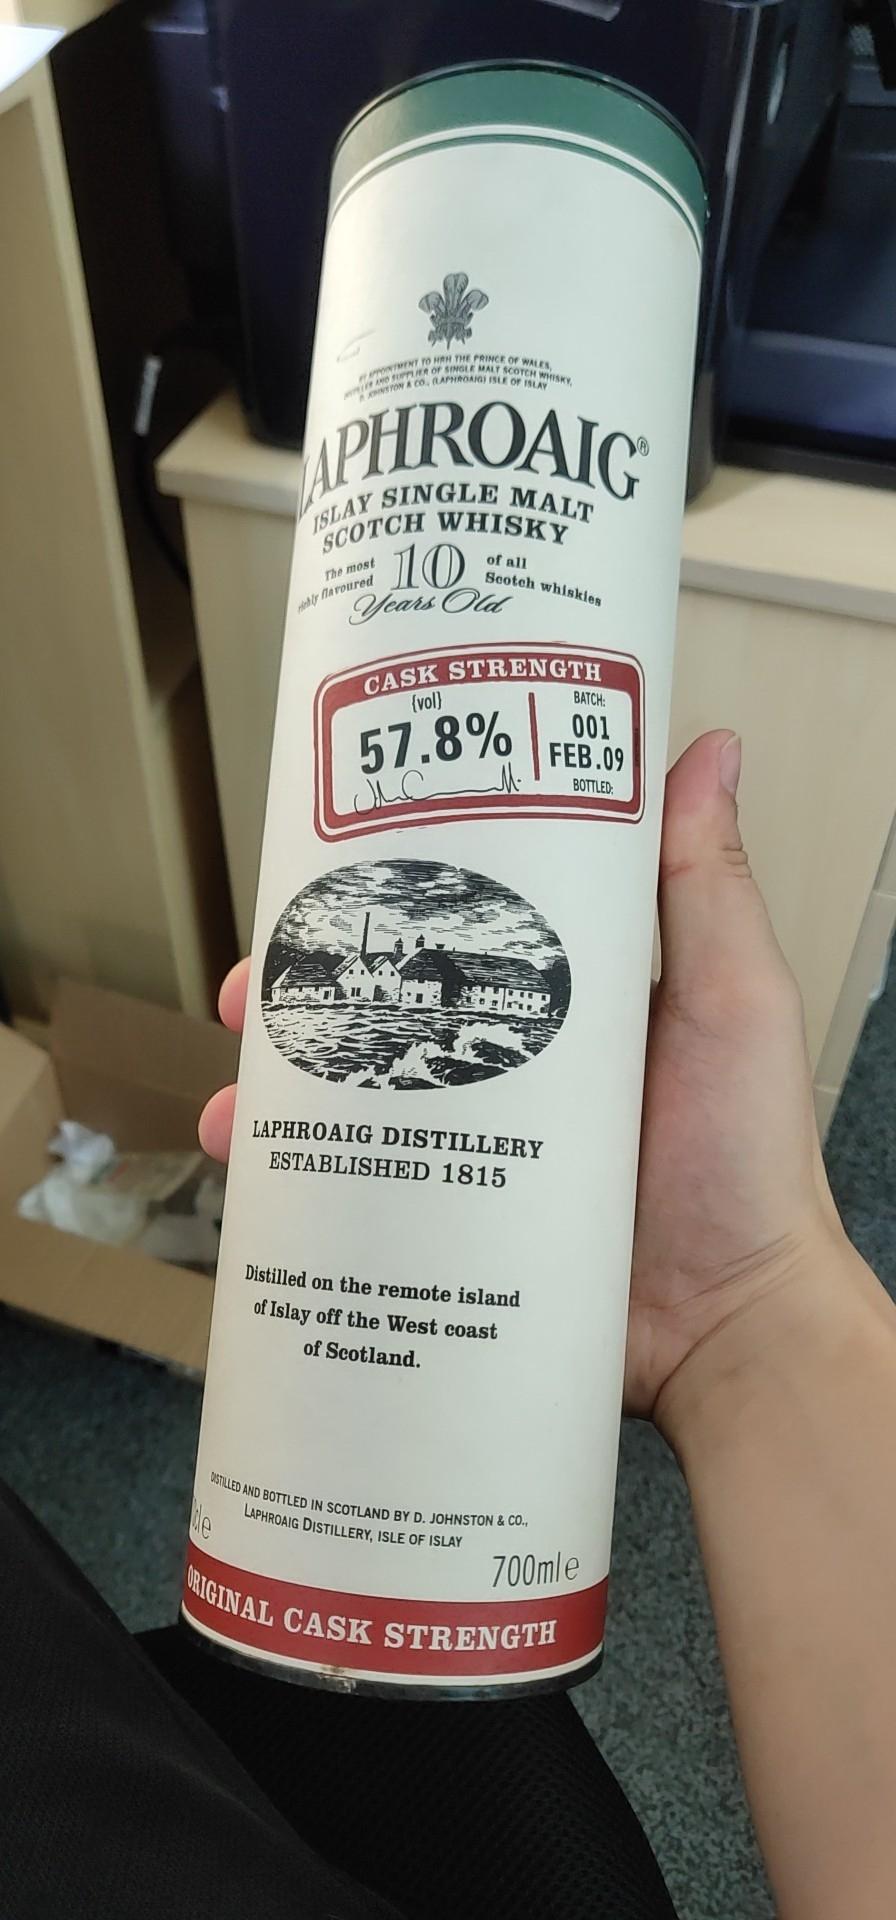 BY APPOINTMENT TO HRH THE PRINCE OF WALES,
DISTILLER AND SUPPLIER OF SINGLE MALT SCOTCH WHISKY,
D. JOHNSTON & CO., (LAPHROAIG) ISLE OF ISLAY
LAPHROAIG®
ISLAY SINGLE MALT
SCOTCH WHISKY
The most richly flavoured 10 of all Scotch whiskies
Years Old
CASK STRENGTH
{vol}
57.8%
BATCH:
001
FEB.09
BOTTLED:
LAPHROAIG DISTILLERY
ESTABLISHED 1815
Distilled on the remote island
of Islay off the West coast
of Scotland.
DISTILLED AND BOTTLED IN SCOTLAND BY D. JOHNSTON & CO.,
LAPHROAIG DISTILLERY, ISLE OF ISLAY
700ml e
ORIGINAL CASK STRENGTH